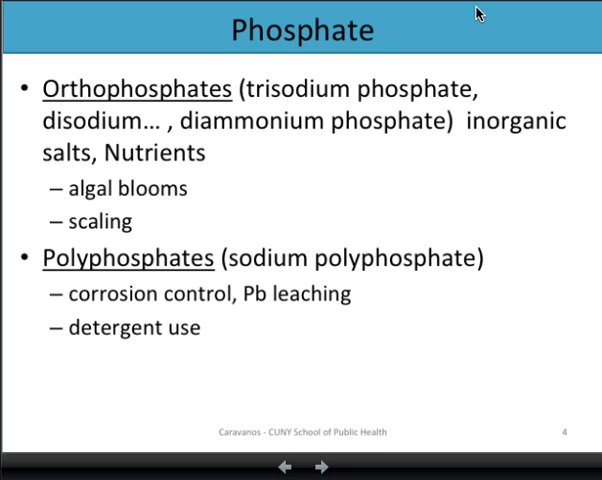 Phosphate
• Orthophosphates (trisodium phosphate,
disodium... , diammonium phosphate)  inorganic
salts, Nutrients
– algal blooms
– scaling
• Polyphosphates (sodium polyphosphate)
– corrosion control, Pb leaching
– detergent use
Caravanos - CUNY School of Public Health 4